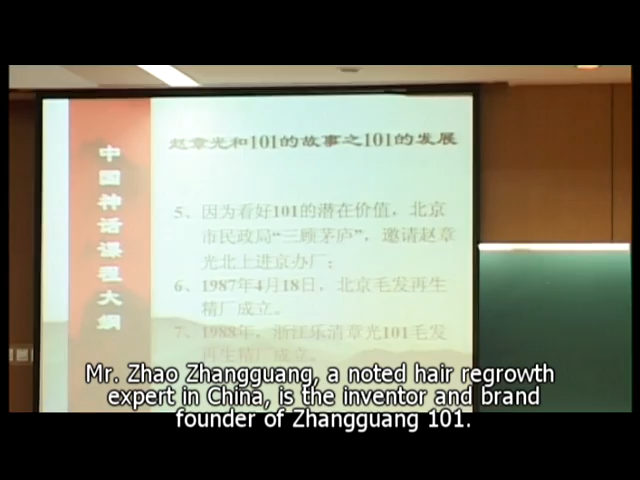 赵章光和101的故事之101的发展
中国神话课程大纲
5、因为看好101的潜在价值，北京
市民政局“三顾茅庐”，邀请赵章
光北上进京办厂；
6、1987年4月18日，北京毛发再生
精厂成立。
7、1988年，浙江乐清章光101毛发
再生精厂成立。
Mr. Zhao Zhangguang, a noted hair regrowth
expert in China, is the inventor and brand
founder of Zhangguang 101.